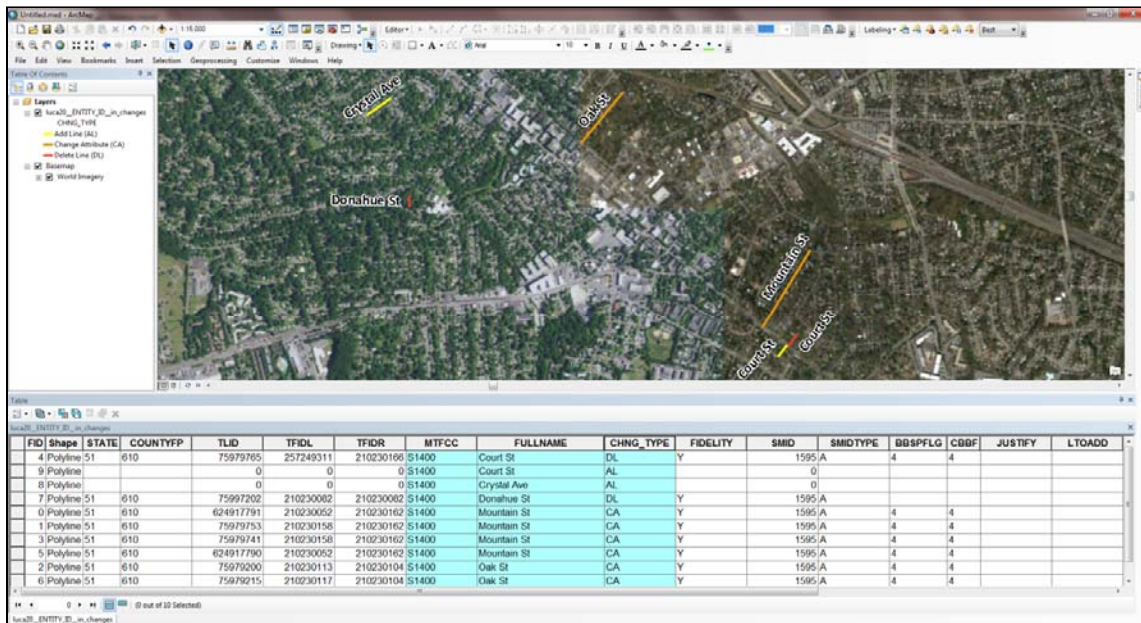 Untitled.mxd - ArcMap
1:15,000
Editor
Labeling
Best
Drawing
Arial
10
B I U A
File Edit View Bookmarks Insert Selection Geoprocessing Customize Windows Help
Table Of Contents
Layers
luca20__ENTITY_ID__in_changes
CHNG_TYPE
Add Line (AL)
Change Attribute (CA)
Delete Line (DL)
Basemap
World Imagery
Crystal Ave
Oak St
Donahue St
Mountain St
Court St
Court St
Table
luca20__ENTITY_ID__in_changes
FID Shape STATE COUNTYFP TLID TFIDL TFIDR MTFCC FULLNAME CHNG_TYPE FIDELITY SMID SMIDTYPE BBSPFLG CBBF JUSTIFY LTOADD
4 Polyline 51 610 75979765 257249311 210230166 S1400 Court St DL Y 1595 A 4 4
9 Polyline 0 0 0 S1400 Court St AL 0
8 Polyline 0 0 0 S1400 Crystal Ave AL 0
7 Polyline 51 610 75997202 210230082 210230082 S1400 Donahue St DL Y 1595 A
0 Polyline 51 610 624917791 210230052 210230162 S1400 Mountain St CA Y 1595 A 4 4
1 Polyline 51 610 75979753 210230158 210230162 S1400 Mountain St CA Y 1595 A 4 4
3 Polyline 51 610 75979741 210230158 210230162 S1400 Mountain St CA Y 1595 A 4 4
5 Polyline 51 610 624917790 210230052 210230162 S1400 Mountain St CA Y 1595 A 4 4
2 Polyline 51 610 75979200 210230113 210230104 S1400 Oak St CA Y 1595 A 4 4
6 Polyline 51 610 75979215 210230117 210230104 S1400 Oak St CA Y 1595 A 4 4
0 (0 out of 10 Selected)
luca20__ENTITY_ID__in_changes